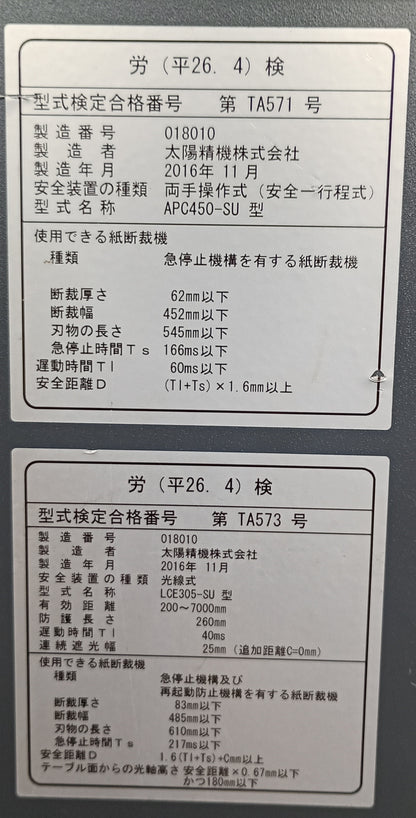 労（平26. 4）検
型式検定合格番号 第 TA571 号
製造番号 018010
製造者 太陽精機株式会社
製造年月 2016年 11月
安全装置の種類 両手操作式（安全一行程式）
型式名称 APC450-SU 型
使用できる紙断裁機
種類 急停止機構を有する紙断裁機
断裁厚さ 62mm以下
断裁幅 452mm以下
刃物の長さ 545mm以下
急停止時間Ts 166ms以下
遅動時間Tl 60ms以下
安全距離D (Tl+Ts)×1.6mm以上
労（平26. 4）検
型式検定合格番号 第 TA573 号
製造番号 018010
製造者 太陽精機株式会社
製造年月 2016年 11月
安全装置の種類 光線式
型式名称 LCE305-SU 型
有効距離 200~7000mm
防護長さ 260mm
遅動時間Tl 40ms
連続遮光幅 25mm（追加距離C=0mm）
使用できる紙断裁機
種類 急停止機構及び
再起動防止機構を有する紙断裁機
断裁厚さ 83mm以下
断裁幅 485mm以下
刃物の長さ 610mm以下
急停止時間Ts 217ms以下
安全距離D 1.6(Tl+Ts)+Cmm以上
テーブル面からの光軸高さ 安全距離×0.67mm以下
かつ180mm以下